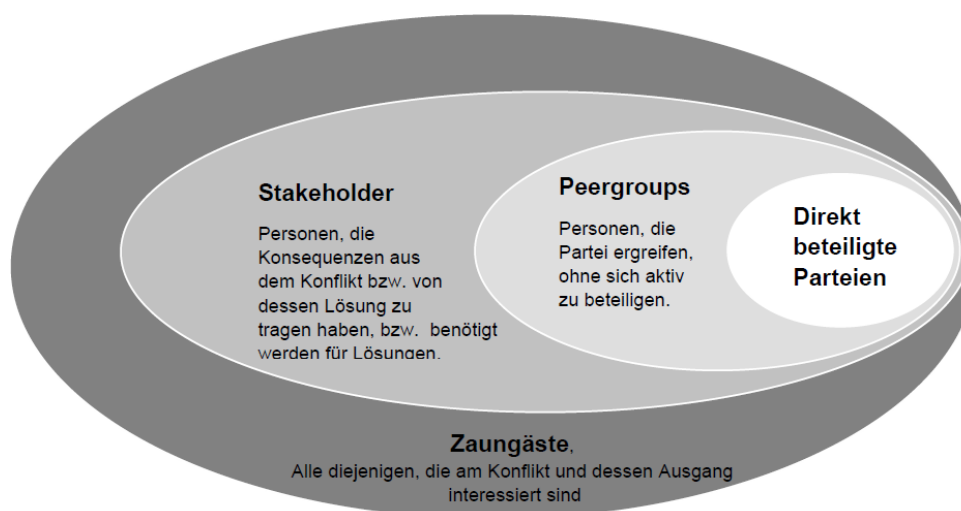 Stakeholder
Personen, die
Konsequenzen aus
dem Konflikt bzw. von
dessen Lösung zu
tragen haben, bzw. benötigt
werden für Lösungen.
Peergroups
Personen, die
Partei ergreifen,
ohne sich aktiv
zu beteiligen.
Direkt
beteiligte
Parteien
Zaungäste,
Alle diejenigen, die am Konflikt und dessen Ausgang
interessiert sind